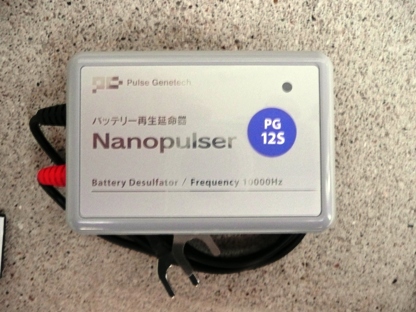 Pulse Genetech
バッテリー再生延命器
Nanopulser
PG
12S
Battery Desulfator / Frequency 10000Hz